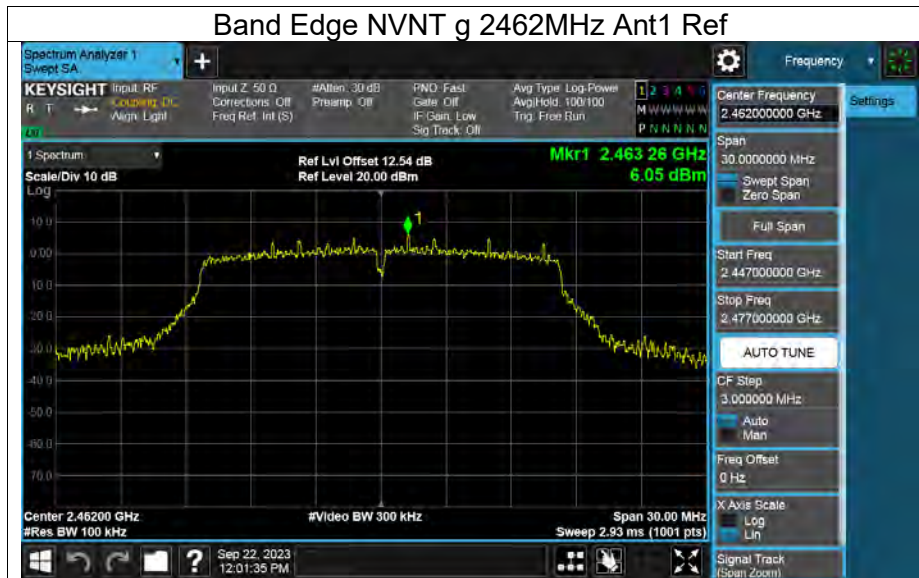 Band Edge NVNT g 2462MHz Ant1 Ref
Spectrum Analyzer 1
Swept SA
+
Frequency
KEYSIGHT Input: RF
R T
Coupling: DC
Align: Light
Input Z: 50 Ω
Corrections: Off
Freq Ref: Int (S)
#Atten: 30 dB
Preamp: Off
PNO: Fast
Gate: Off
IF Gain: Low
Sig Track: Off
Avg Type: Log-Power
Avg|Hold: 100/100
Trig: Free Run
1 2 3 4 5 6
M W W W W W
P N N N N N
1 Spectrum
Scale/Div 10 dB
Log
Ref Lvl Offset 12.54 dB
Ref Level 20.00 dBm
Mkr1 2.463 26 GHz
6.05 dBm
1
10.0
0.00
-10.0
-20.0
-30.0
-40.0
-50.0
-60.0
-70.0
Center 2.46200 GHz
#Res BW 100 kHz
#Video BW 300 kHz
Span 30.00 MHz
Sweep 2.93 ms (1001 pts)
?
Sep 22, 2023
12:01:35 PM
Center Frequency
2.462000000 GHz
Settings
Span
30.0000000 MHz
Swept Span
Zero Span
Full Span
Start Freq
2.447000000 GHz
Stop Freq
2.477000000 GHz
AUTO TUNE
CF Step
3.000000 MHz
Auto
Man
Freq Offset
0 Hz
X Axis Scale
Log
Lin
Signal Track
(Span Zoom)